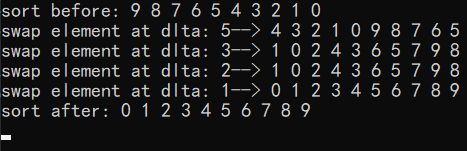 sort before: 9 8 7 6 5 4 3 2 1 0
swap element at dlta: 5--> 4 3 2 1 0 9 8 7 6 5
swap element at dlta: 3--> 1 0 2 4 3 6 5 7 9 8
swap element at dlta: 2--> 1 0 2 4 3 6 5 7 9 8
swap element at dlta: 1--> 0 1 2 3 4 5 6 7 8 9
sort after: 0 1 2 3 4 5 6 7 8 9